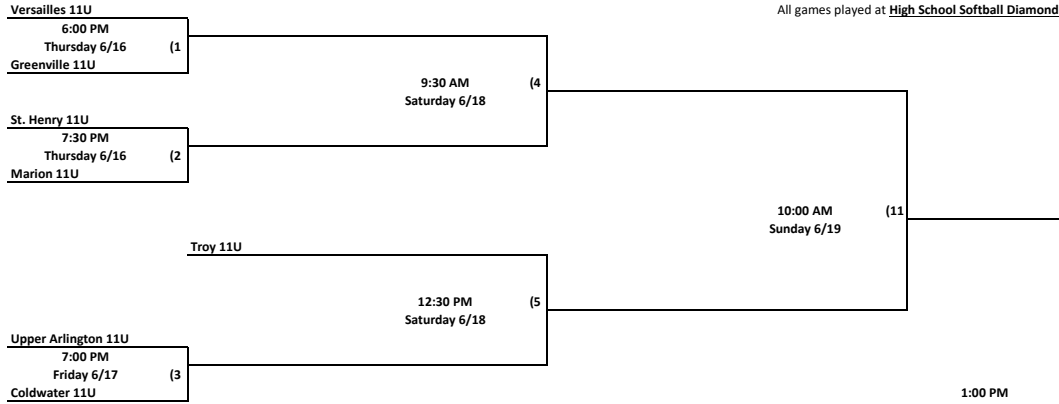 Versailles 11U
All games played at High School Softball Diamond
6:00 PM
Thursday 6/16 (1
Greenville 11U
9:30 AM (4
Saturday 6/18
St. Henry 11U
7:30 PM
Thursday 6/16 (2
Marion 11U
10:00 AM (11
Sunday 6/19
Troy 11U
12:30 PM (5
Saturday 6/18
Upper Arlington 11U
7:00 PM
Friday 6/17 (3
Coldwater 11U
1:00 PM